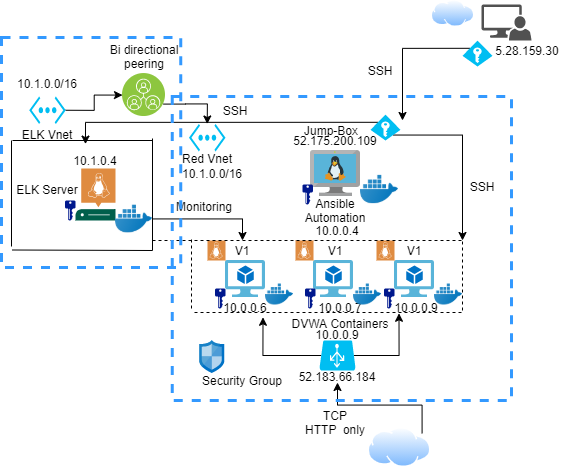 5.28.159.30
SSH
Bi directional
peering
10.1.0.0/16
SSH
ELK Vnet
Red Vnet
10.1.0.0/16
Jump-Box
52.175.200.109
10.1.0.4
ELK Server
SSH
Ansible
Automation
10.0.0.4
Monitoring
V1
V1
V1
10.0.0.6
10.0.0.7
10.0.0.9
DVWA Containers
10.0.0.9
Security Group
52.183.66.184
TCP
HTTP only